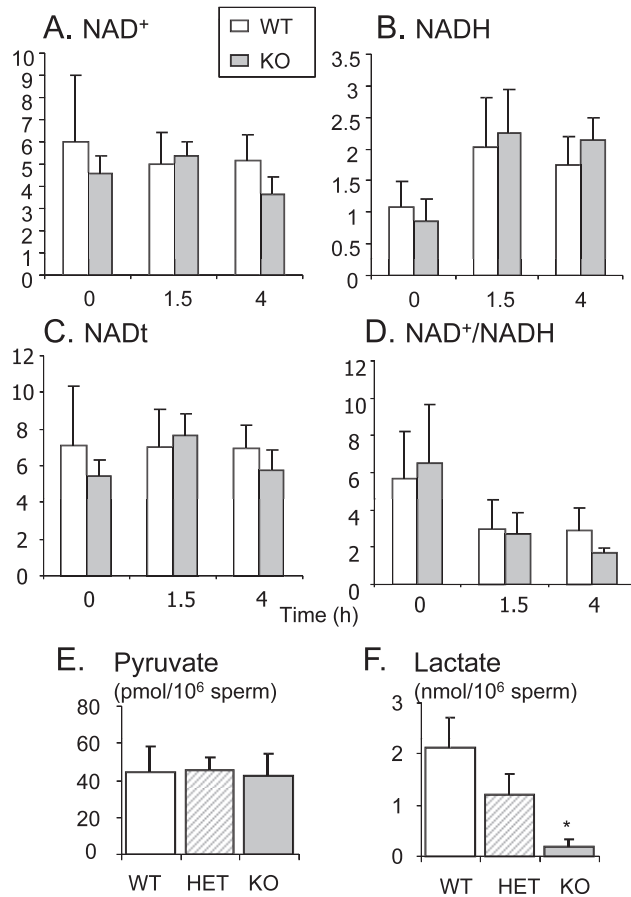 A. NAD+
WT
KO
B. NADH
10
9
8
7
6
5
4
3
2
1
0
0 1.5 4
3.5
3
2.5
2
1.5
1
0.5
0
0 1.5 4
C. NADt
12
10
8
6
4
2
0
0 1.5 4
Time (h)
D. NAD+/NADH
12
10
8
6
4
2
0
0 1.5 4
E. Pyruvate
(pmol/10⁶ sperm)
80
60
40
20
0
WT HET KO
F. Lactate
(nmol/10⁶ sperm)
3
2
1
0
*
WT HET KO